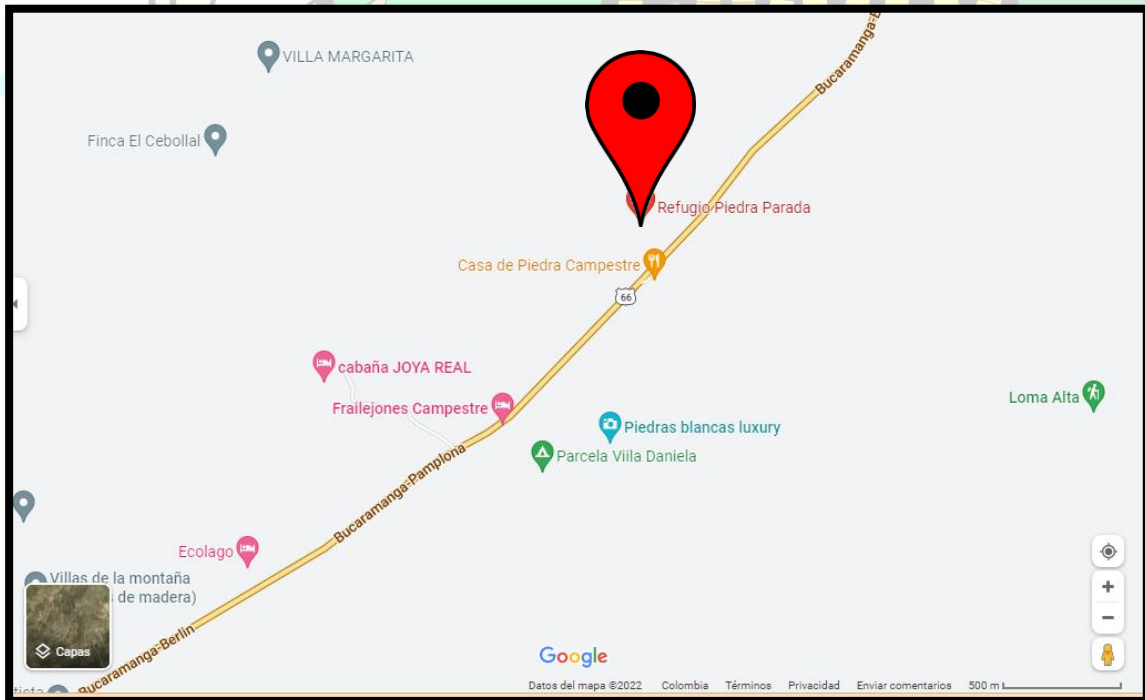 VILLA MARGARITA
Bucaramanga-B
Finca El Cebollal
Refugio Piedra Parada
Casa de Piedra Campestre
66
cabaña JOYA REAL
Loma Alta
Frailejones Campestre
Piedras blancas luxury
Parcela Viila Daniela
Bucaramanga-Pamplona
Ecolago
Villas de la montaña
s de madera)
Capas
Bucaramanga-Berlin
Google
Datos del mapa ©2022 Colombia Términos Privacidad Enviar comentarios 500 m